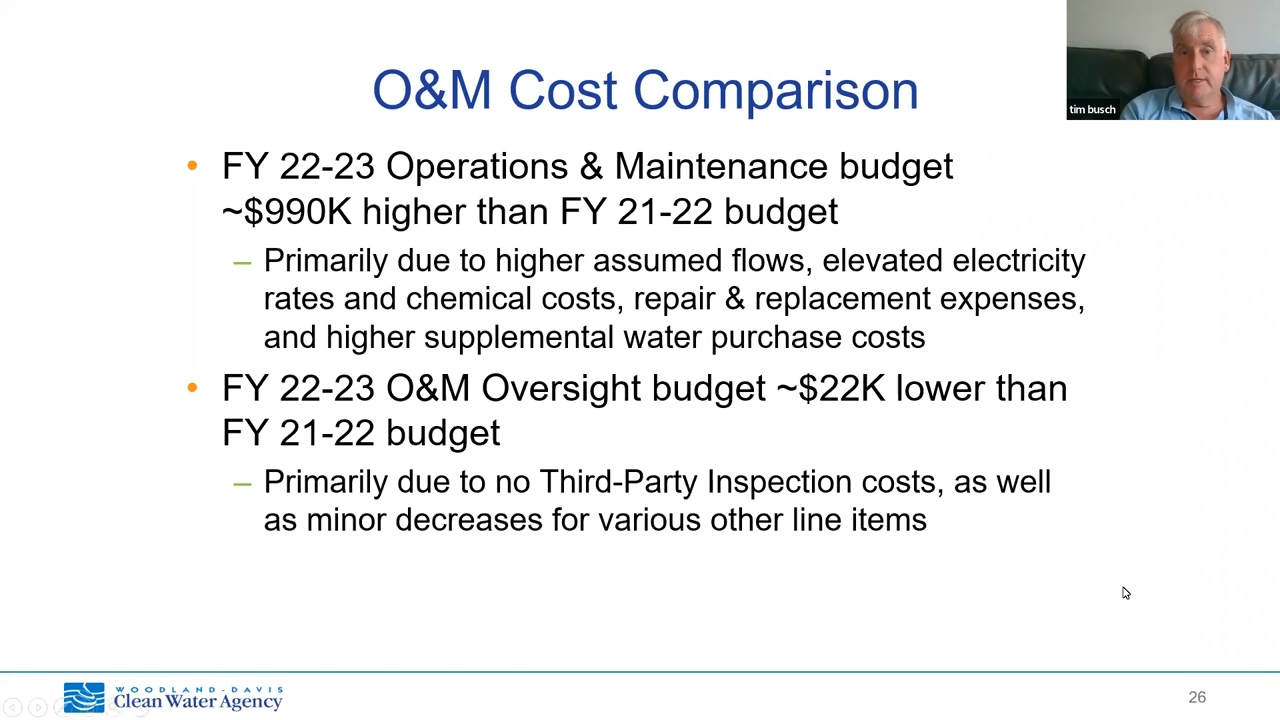 O&M Cost Comparison
tim busch
• FY 22-23 Operations & Maintenance budget
~$990K higher than FY 21-22 budget
– Primarily due to higher assumed flows, elevated electricity
rates and chemical costs, repair & replacement expenses,
and higher supplemental water purchase costs
• FY 22-23 O&M Oversight budget ~$22K lower than
FY 21-22 budget
– Primarily due to no Third-Party Inspection costs, as well
as minor decreases for various other line items
WOODLAND-DAVIS
Clean Water Agency
26